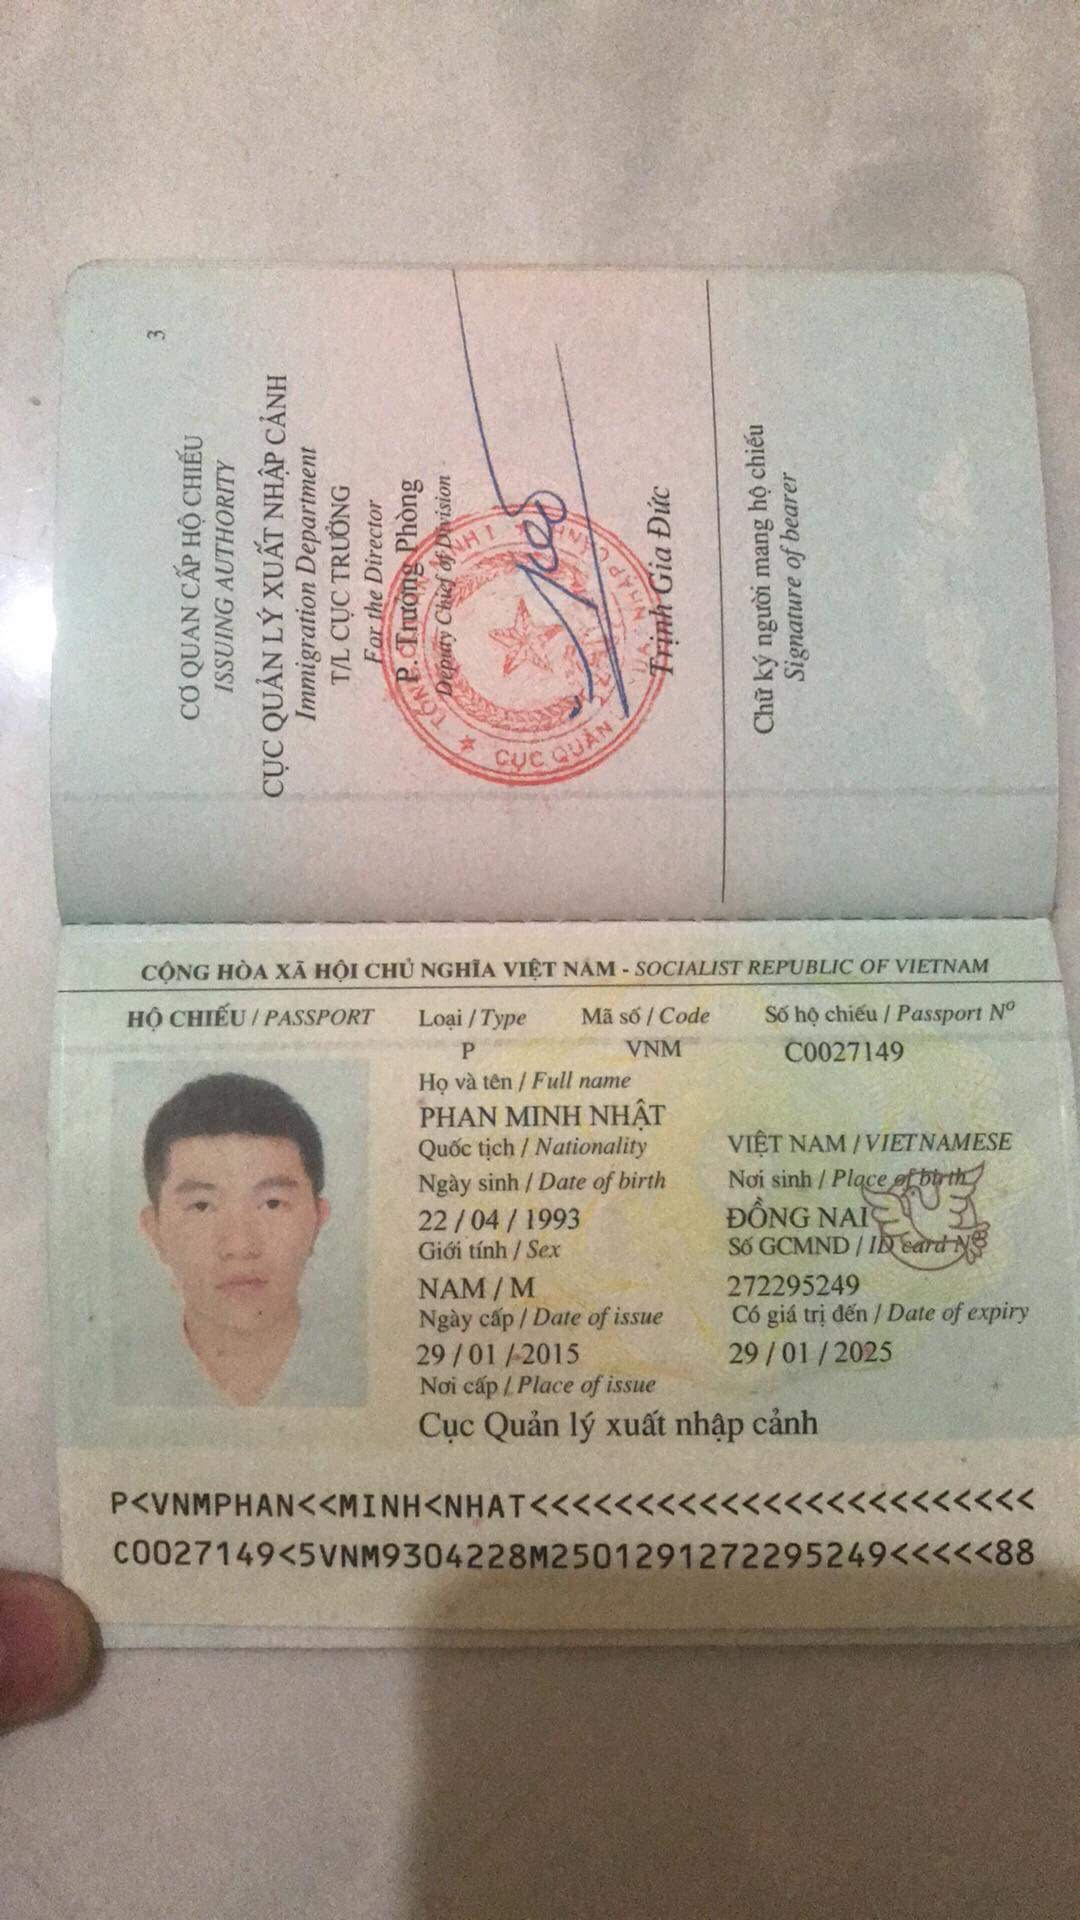 3
CƠ QUAN CẤP HỘ CHIẾU
ISSUING AUTHORITY
CỤC QUẢN LÝ XUẤT NHẬP CẢNH
Immigration Department
T/L CỤC TRƯỞNG
For the Director
P. Trưởng Phòng
Deputy Chief of Division
CỤC QUẢN
Trịnh Gia Đức
Chữ ký người mang hộ chiếu
Signature of bearer
CỘNG HÒA XÃ HỘI CHỦ NGHĨA VIỆT NAM - SOCIALIST REPUBLIC OF VIETNAM
HỘ CHIẾU / PASSPORT Loại / Type Mã số / Code Số hộ chiếu / Passport Nº
P VNM C0027149
Họ và tên / Full name
PHAN MINH NHẬT
Quốc tịch / Nationality VIỆT NAM / VIETNAMESE
Ngày sinh / Date of birth Nơi sinh / Place of birth
22 / 04 / 1993 ĐỒNG NAI
Giới tính / Sex Số GCMND / ID card Nº
NAM / M 272295249
Ngày cấp / Date of issue Có giá trị đến / Date of expiry
29 / 01 / 2015 29 / 01 / 2025
Nơi cấp / Place of issue
Cục Quản lý xuất nhập cảnh
P<VNMPHAN<<MINH<NHAT<<<<<<<<<<<<<<<<<<<<<<<<
C0027149<5VNM9304228M2501291272295249<<<<<88